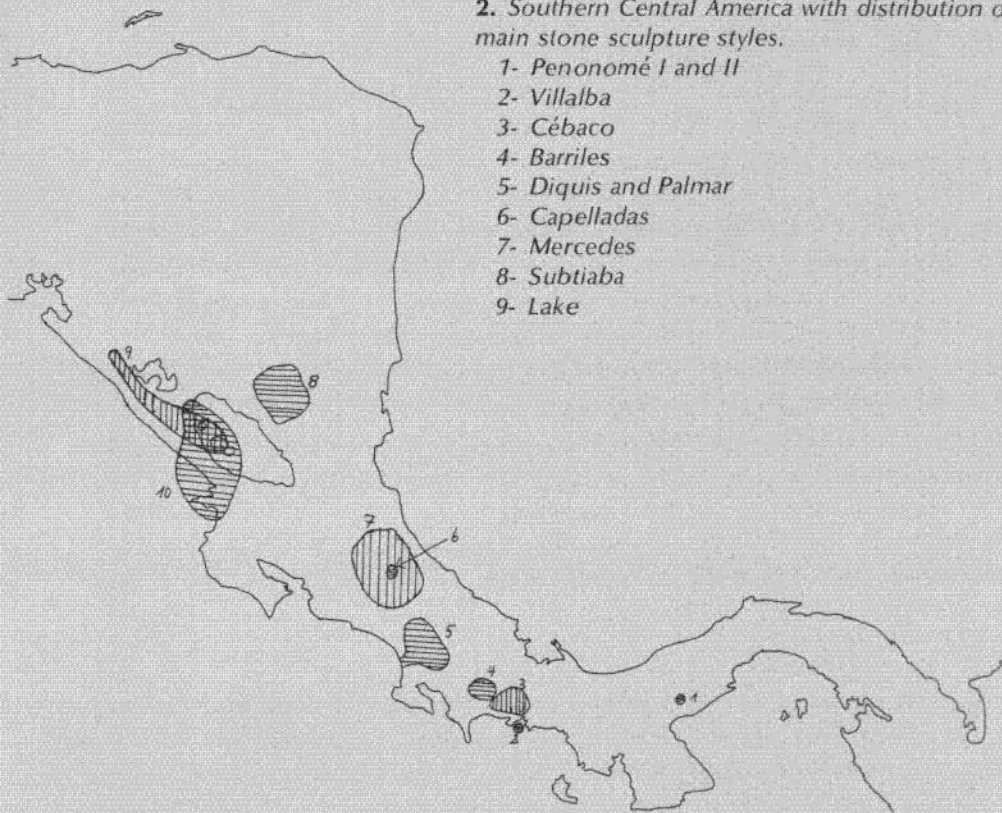 2. Southern Central America with distribution o
main stone sculpture styles.
1- Penonomé I and II
2- Villalba
3- Cébaco
4- Barriles
5- Diquis and Palmar
6- Capelladas
7- Mercedes
8- Subtiaba
9- Lake
9
8
10
7
6
5
4
3
1
2